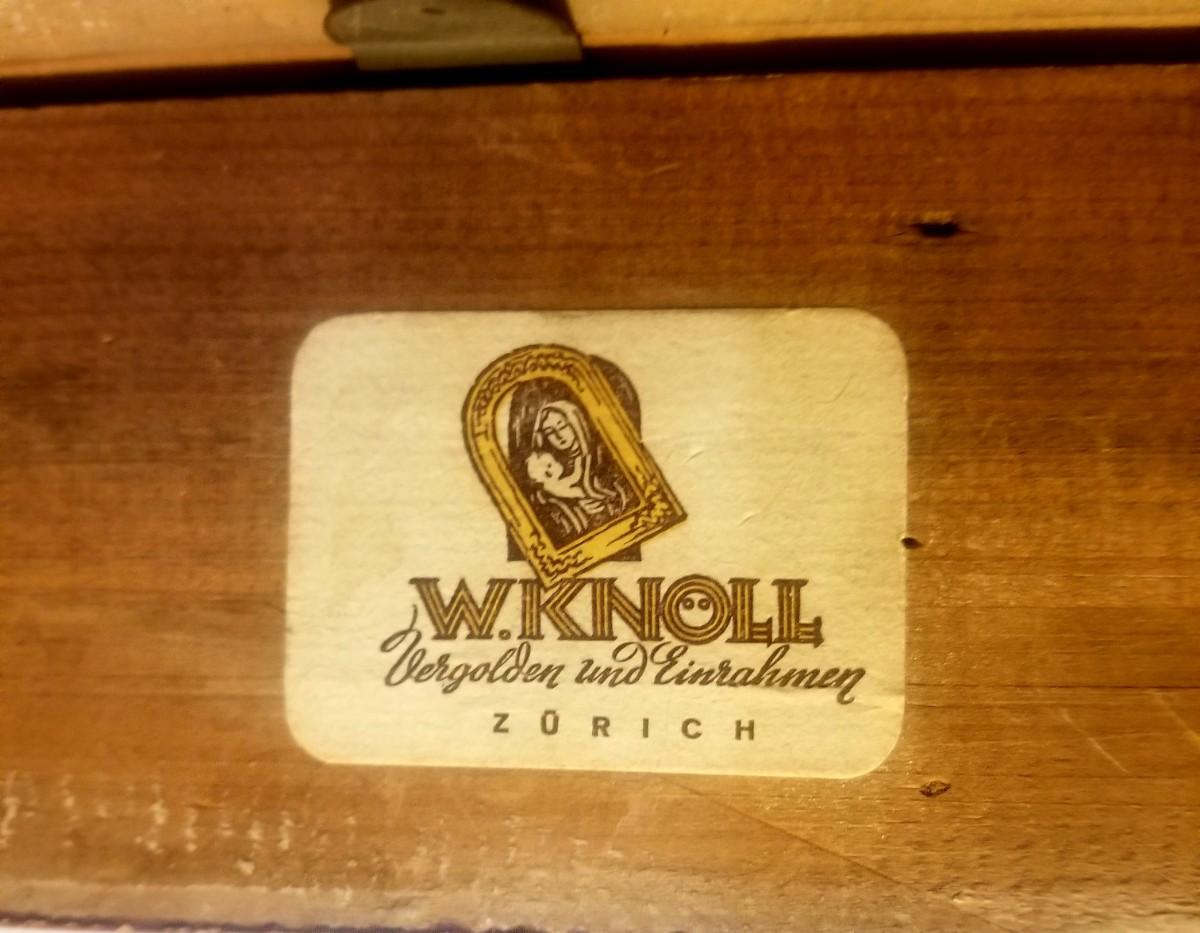 W.KNOLL
Vergolden und Einrahmen
ZÜRICH